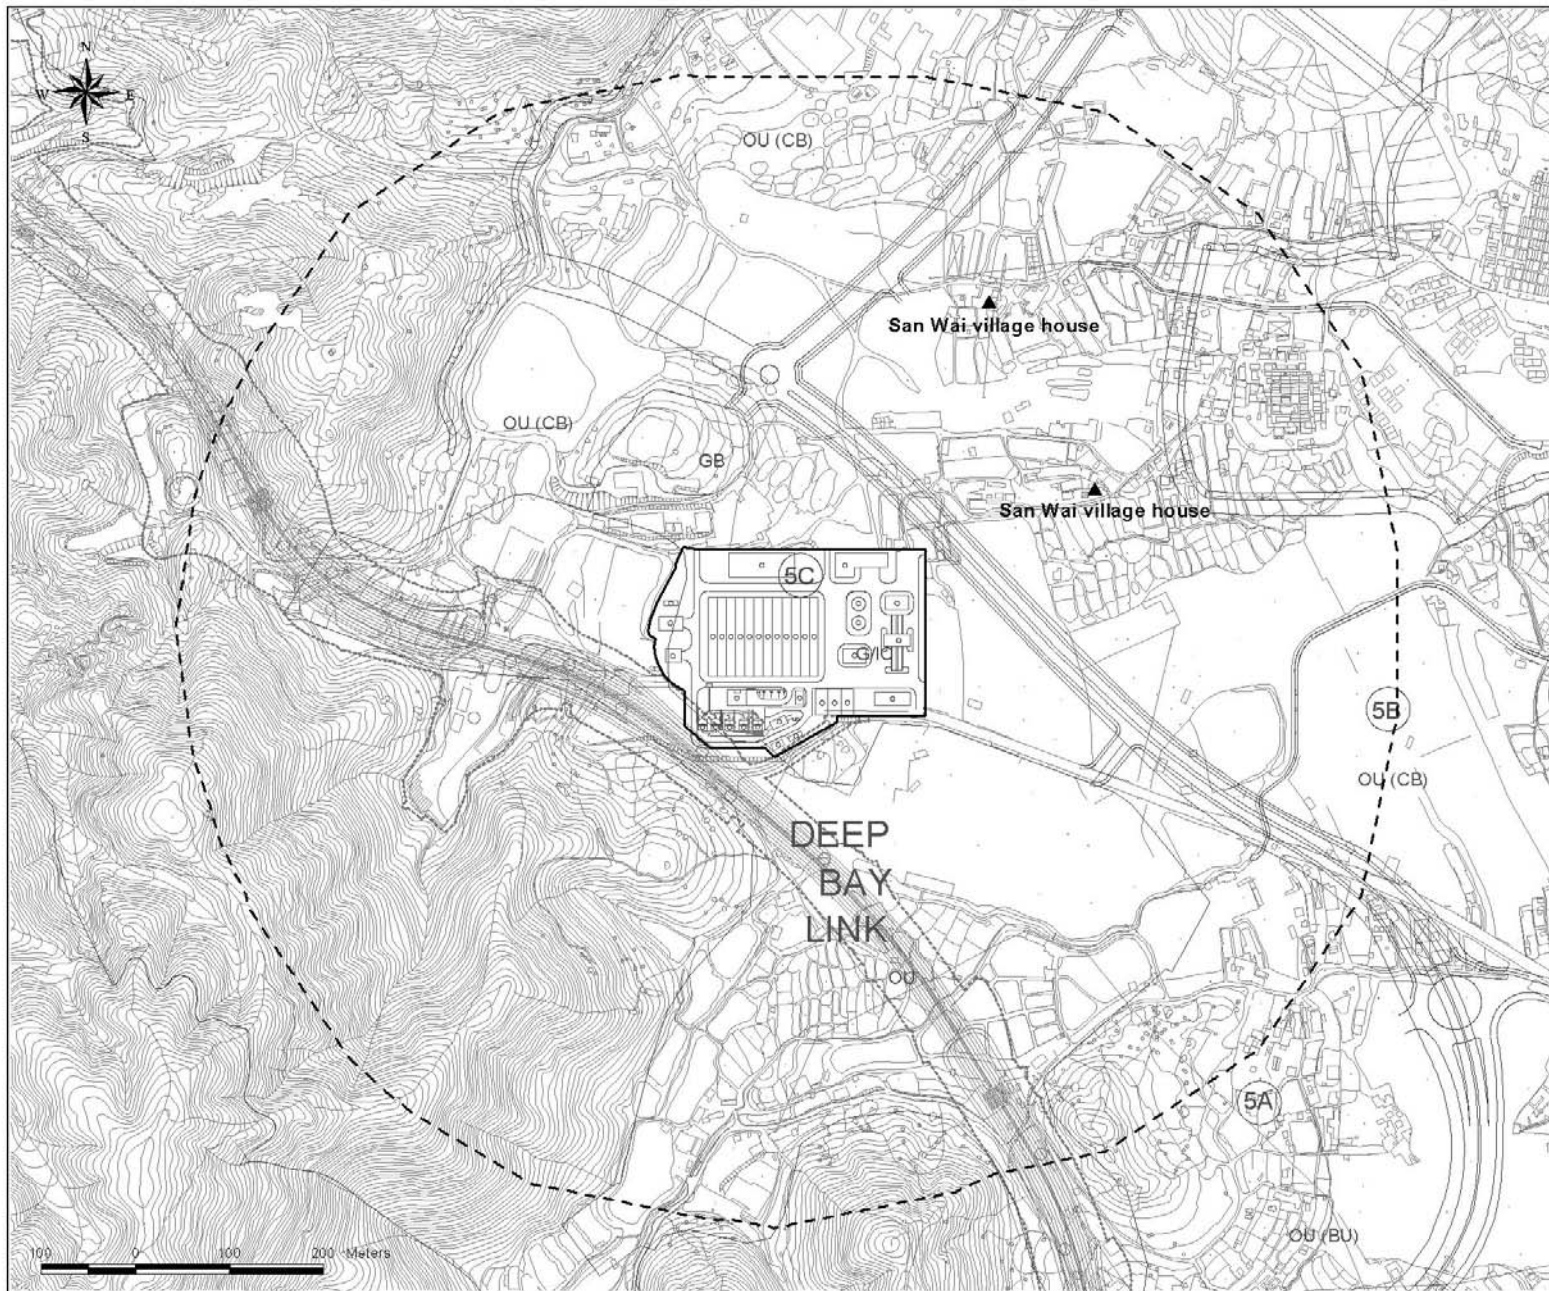 N
W E
S
OU (CB)
San Wai village house
OU (CB)
GB
San Wai village house
5C
G/IC
5B
OU (CB)
DEEP
BAY
LINK
OU
5A
OU (BU)
100 0 100 200 Meters